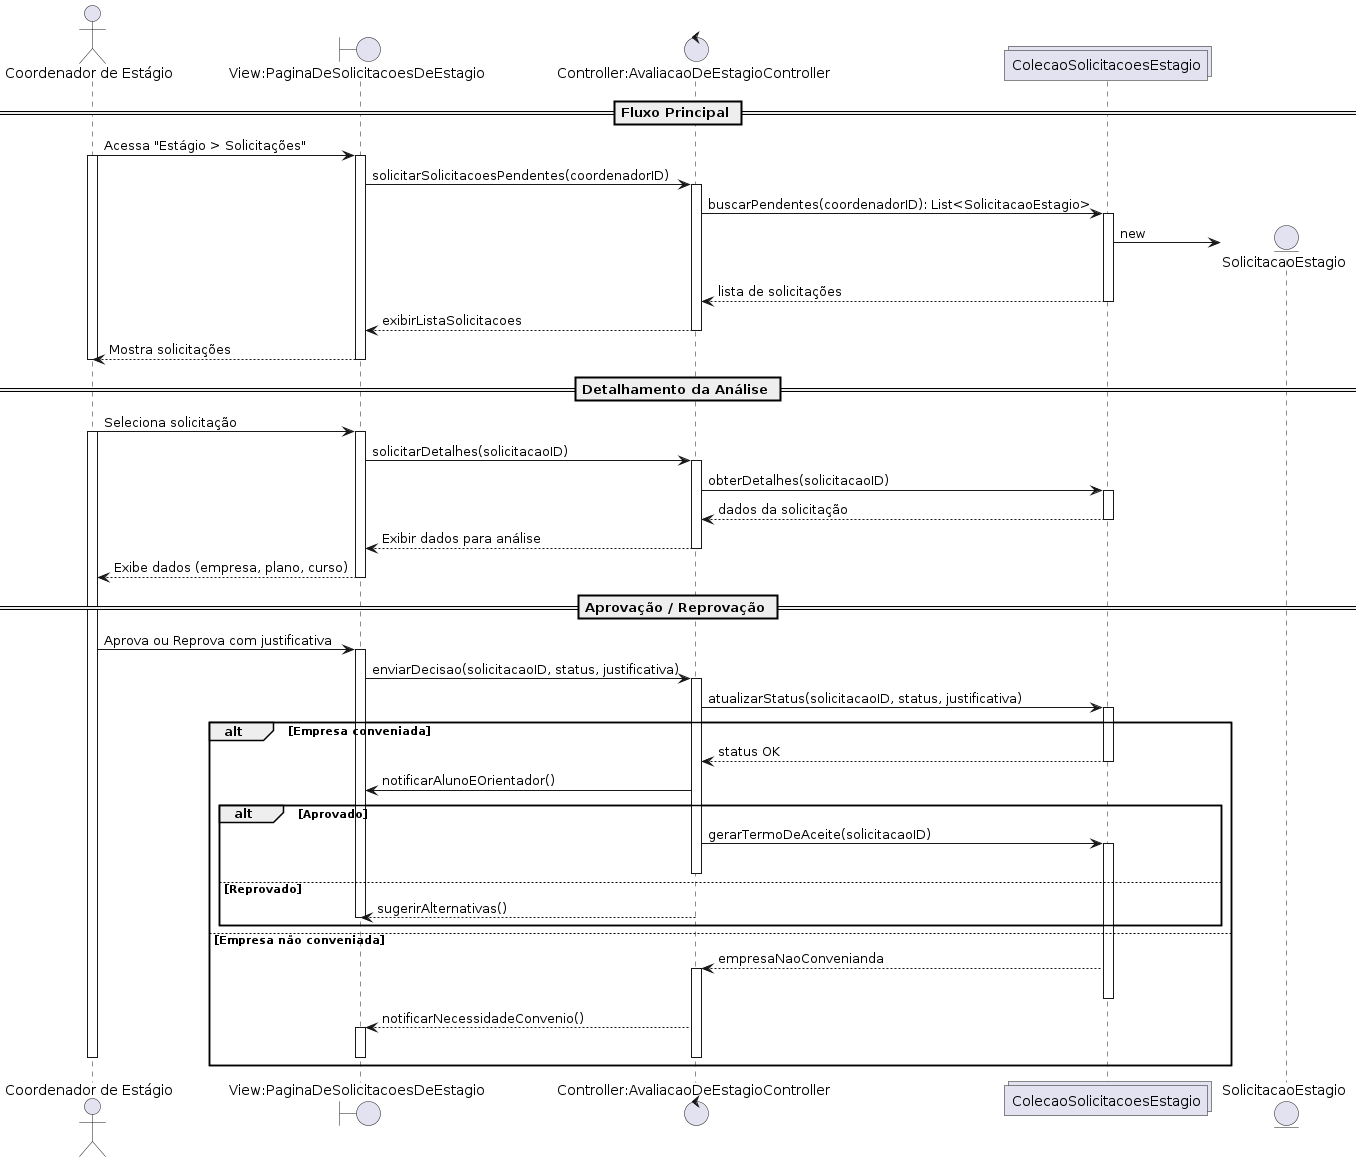 Coordenador de Estágio
View:PaginaDeSolicitacoesDeEstagio
Controller:AvaliacaoDeEstagioController
ColecaoSolicitacoesEstagio
Fluxo Principal
Acessa "Estágio > Solicitações"
solicitarSolicitacoesPendentes(coordenadorID)
buscarPendentes(coordenadorID): List<SolicitacaoEstagio>
new
SolicitacaoEstagio
lista de solicitações
exibirListaSolicitacoes
Mostra solicitações
Detalhamento da Análise
Seleciona solicitação
solicitarDetalhes(solicitacaoID)
obterDetalhes(solicitacaoID)
dados da solicitação
Exibir dados para análise
Exibe dados (empresa, plano, curso)
Aprovação / Reprovação
Aprova ou Reprova com justificativa
enviarDecisao(solicitacaoID, status, justificativa)
atualizarStatus(solicitacaoID, status, justificativa)
alt [Empresa conveniada]
status OK
notificarAlunoEOrientador()
alt [Aprovado]
gerarTermoDeAceite(solicitacaoID)
[Reprovado]
sugerirAlternativas()
[Empresa não conveniada]
empresaNaoConvenianda
notificarNecessidadeConvenio()
Coordenador de Estágio
View:PaginaDeSolicitacoesDeEstagio
Controller:AvaliacaoDeEstagioController
ColecaoSolicitacoesEstagio
SolicitacaoEstagio